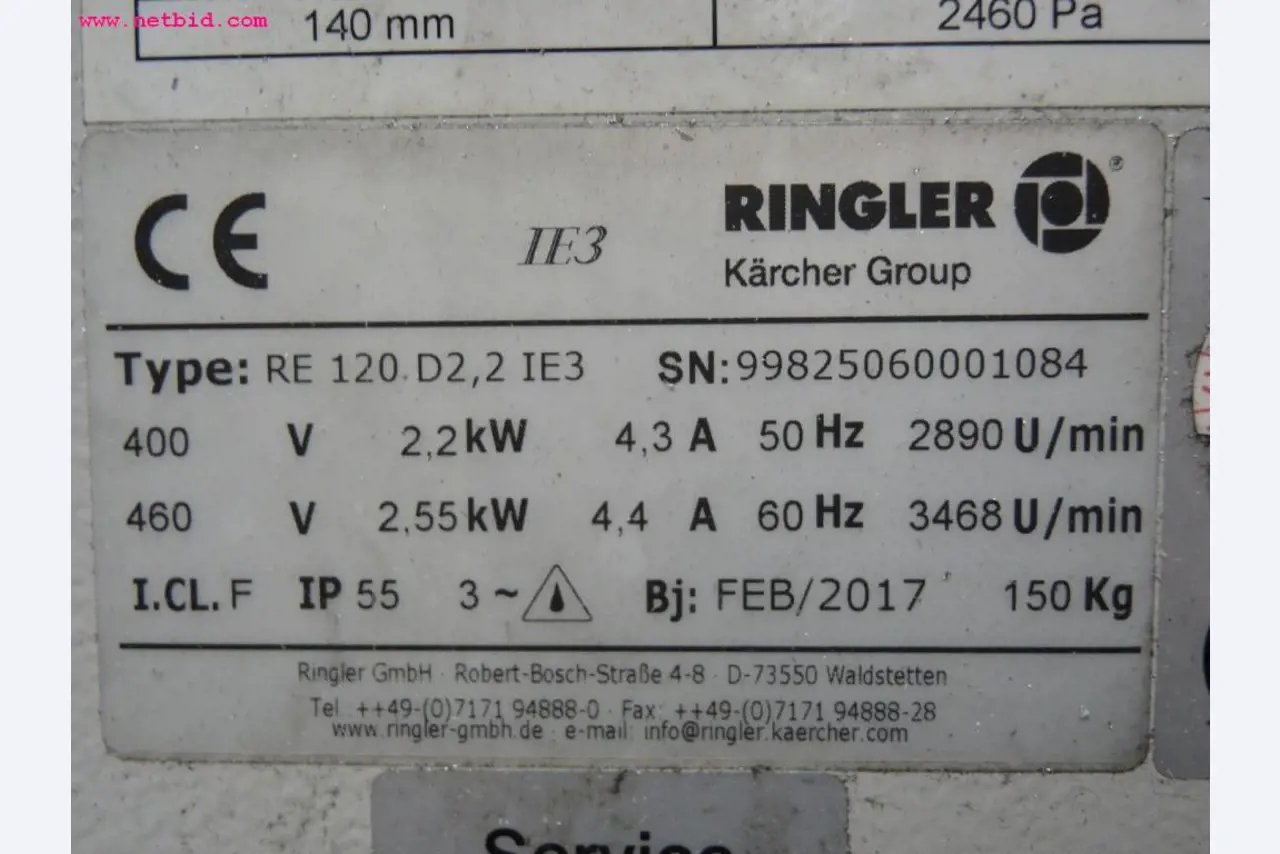 www.netbid.com
140 mm 2460 Pa
CE IE3 RINGLER ®
Kärcher Group
Type: RE 120 D2,2 IE3 SN:99825060001084
400 V 2,2 kW 4,3 A 50 Hz 2890 U/min
460 V 2,55 kW 4,4 A 60 Hz 3468 U/min
I.CL. F IP 55 3 ~ Bj: FEB/2017 150 Kg
Ringler GmbH · Robert-Bosch-Straße 4-8 · D-73550 Waldstetten
Tel. ++49-(0)7171 94888-0 · Fax: ++49-(0)7171 94888-28
www.ringler-gmbh.de · e-mail: info@ringler.kaercher.com
Service